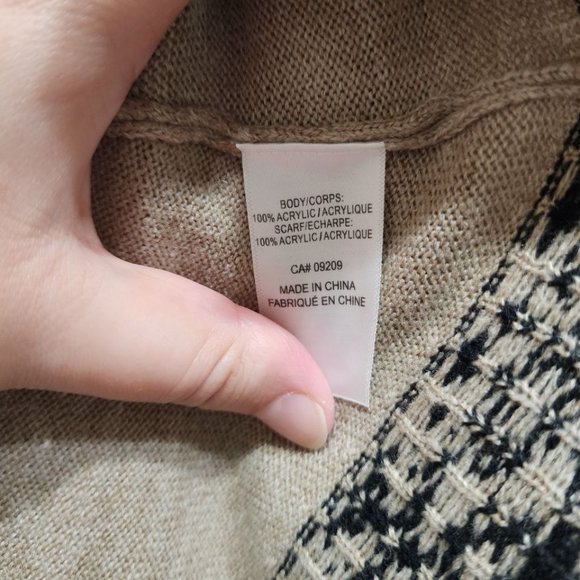 BODY/CORPS:
100% ACRYLIC/ACRYLIQUE
SCARF/ECHARPE:
100% ACRYLIC/ACRYLIQUE
CA# 09209
MADE IN CHINA
FABRIQUÉ EN CHINE